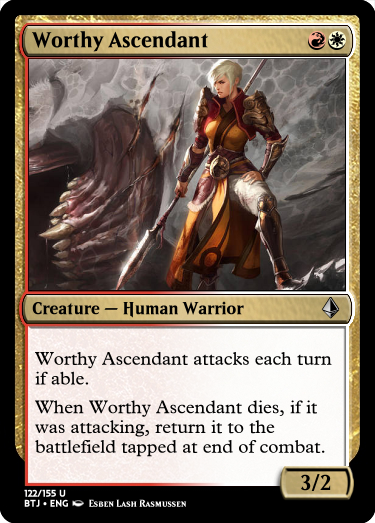 Worthy Ascendant
Creature — Human Warrior
Worthy Ascendant attacks each turn
if able.
When Worthy Ascendant dies, if it
was attacking, return it to the
battlefield tapped at end of combat.
3/2
122/155 U
BTJ • ENG Esben Lash Rasmussen